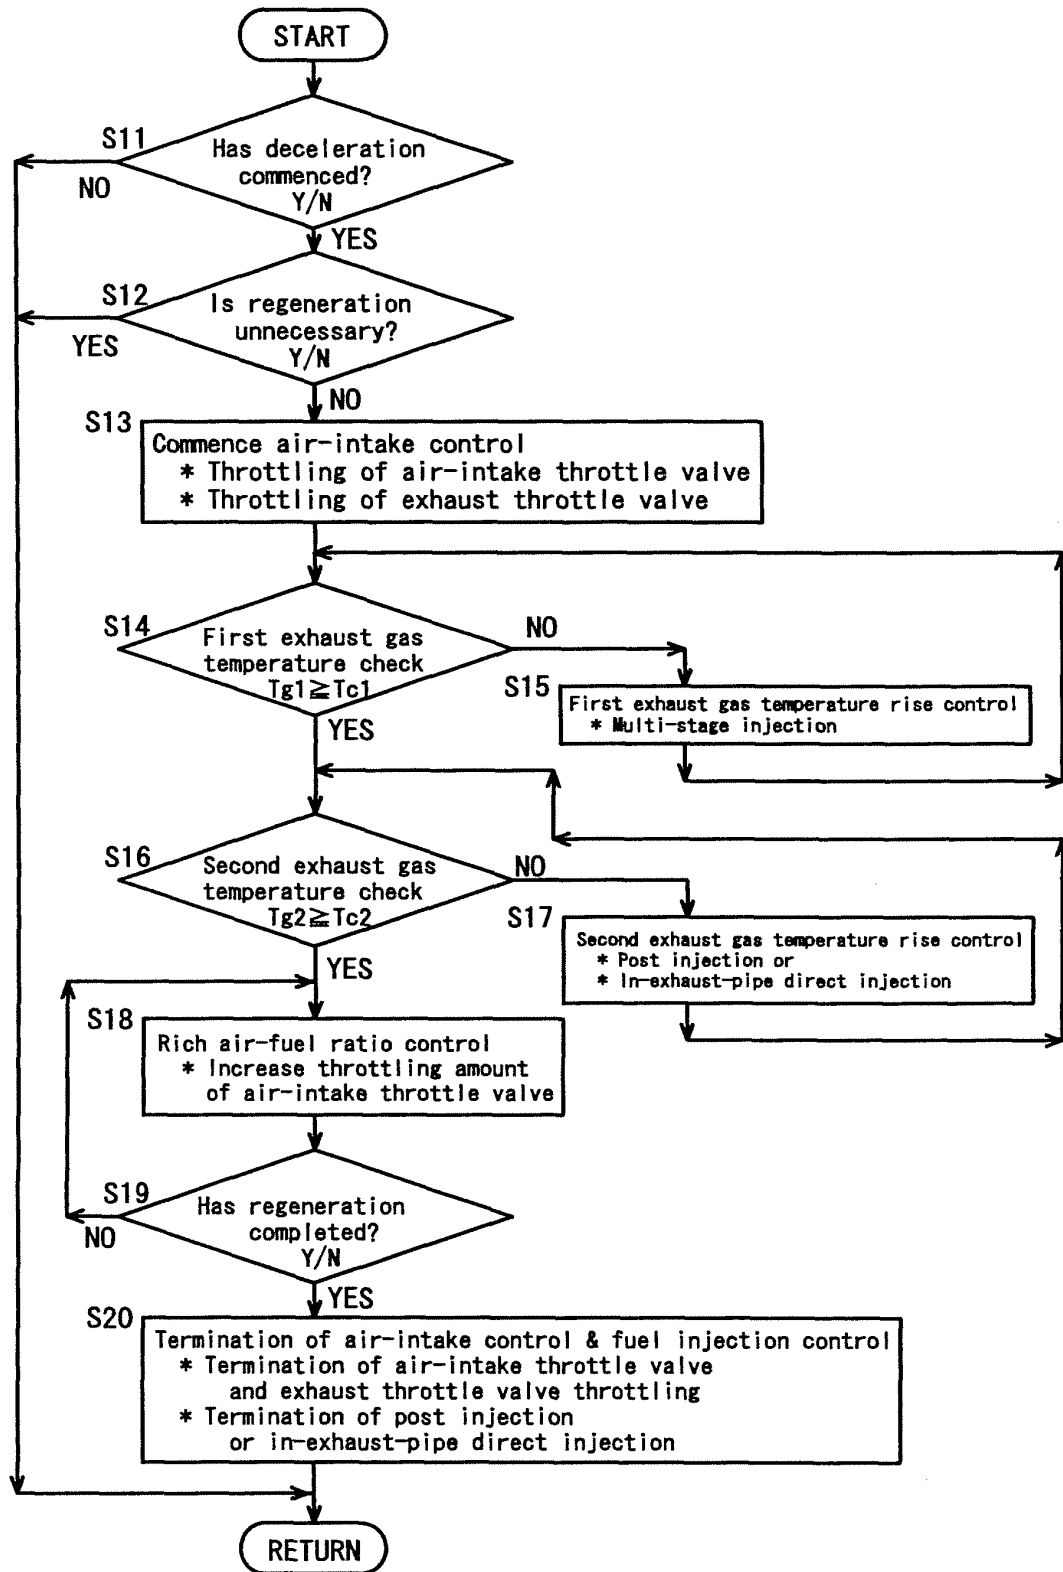 START
S11
Has deceleration
commenced?
Y/N
NO
YES
S12
Is regeneration
unnecessary?
Y/N
YES
NO
S13
Commence air-intake control
* Throttling of air-intake throttle valve
* Throttling of exhaust throttle valve
S14
First exhaust gas
temperature check
Tg1≧Tc1
NO
YES
S15
First exhaust gas temperature rise control
* Multi-stage injection
S16
Second exhaust gas
temperature check
Tg2≧Tc2
NO
YES
S17
Second exhaust gas temperature rise control
* Post injection or
* In-exhaust-pipe direct injection
S18
Rich air-fuel ratio control
* Increase throttling amount
of air-intake throttle valve
S19
Has regeneration
completed?
Y/N
NO
YES
S20
Termination of air-intake control & fuel injection control
* Termination of air-intake throttle valve
and exhaust throttle valve throttling
* Termination of post injection
or in-exhaust-pipe direct injection
RETURN